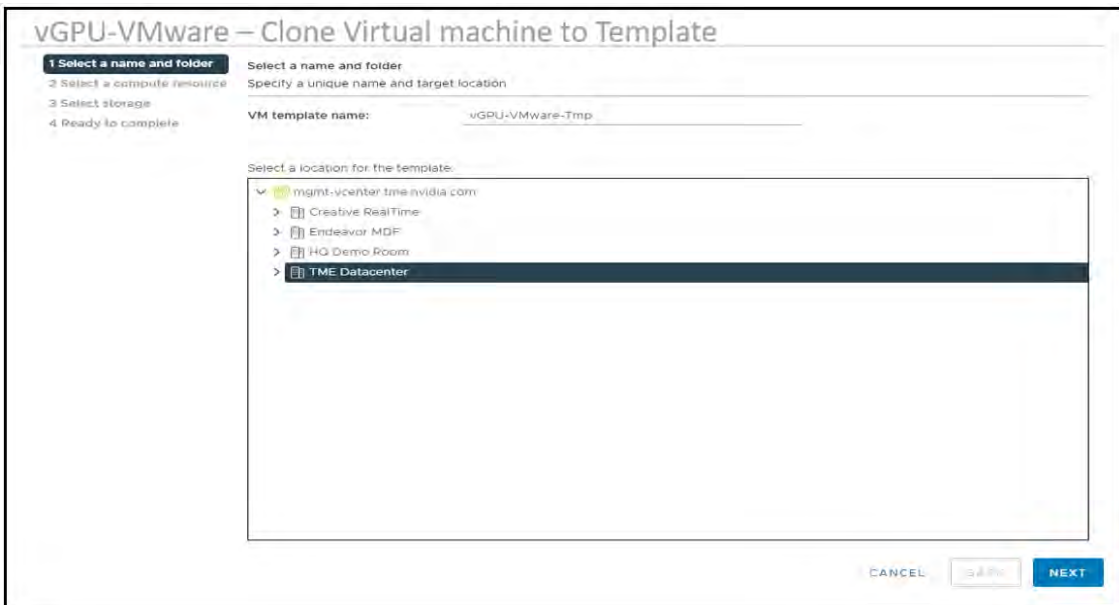 vGPU-VMware – Clone Virtual machine to Template
1 Select a name and folder
2 Select a compute resource
3 Select storage
4 Ready to complete
Select a name and folder
Specify a unique name and target location
VM template name: vGPU-VMware-Tmp
Select a location for the template.
mgmt-vcenter.tme.nvidia.com
Creative RealTime
Endeavor MDF
HQ Demo Room
TME Datacenter
CANCEL BACK NEXT